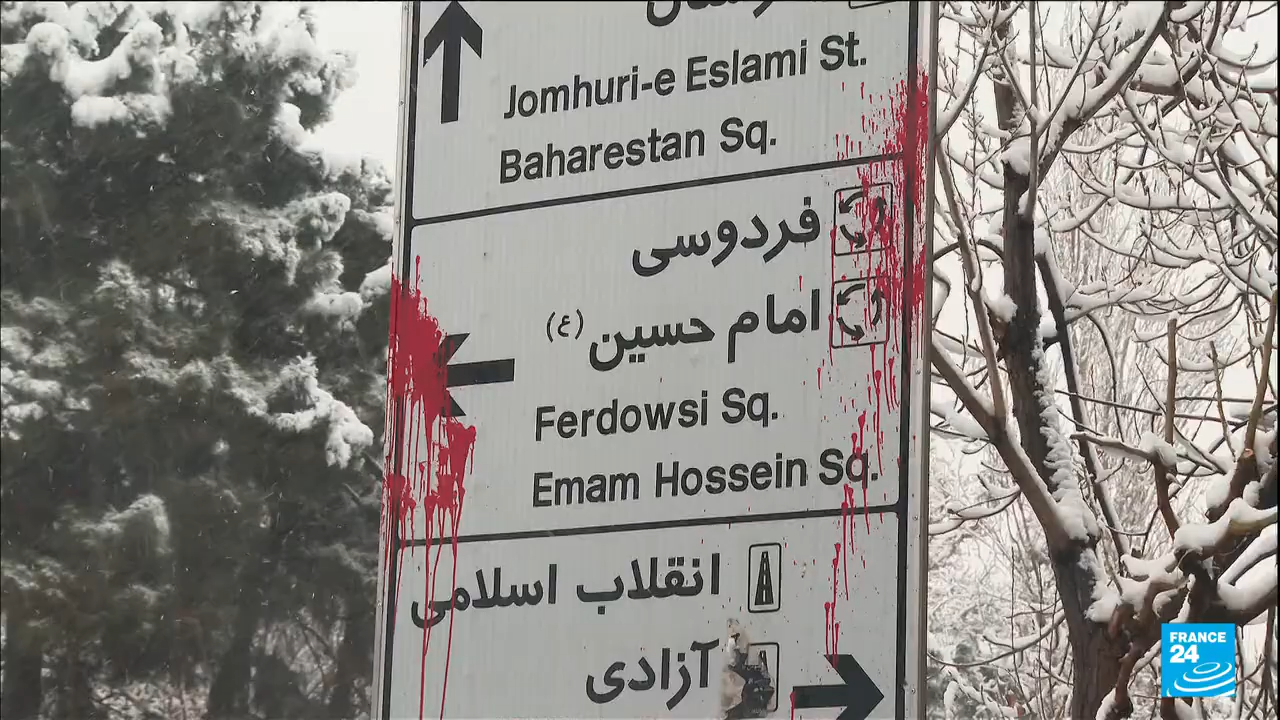 Jomhuri-e Eslami St.
Baharestan Sq.
فردوسی
امام حسین (ع)
Ferdowsi Sq.
Emam Hossein Sq.
انقلاب اسلامی
آزادی
FRANCE
24